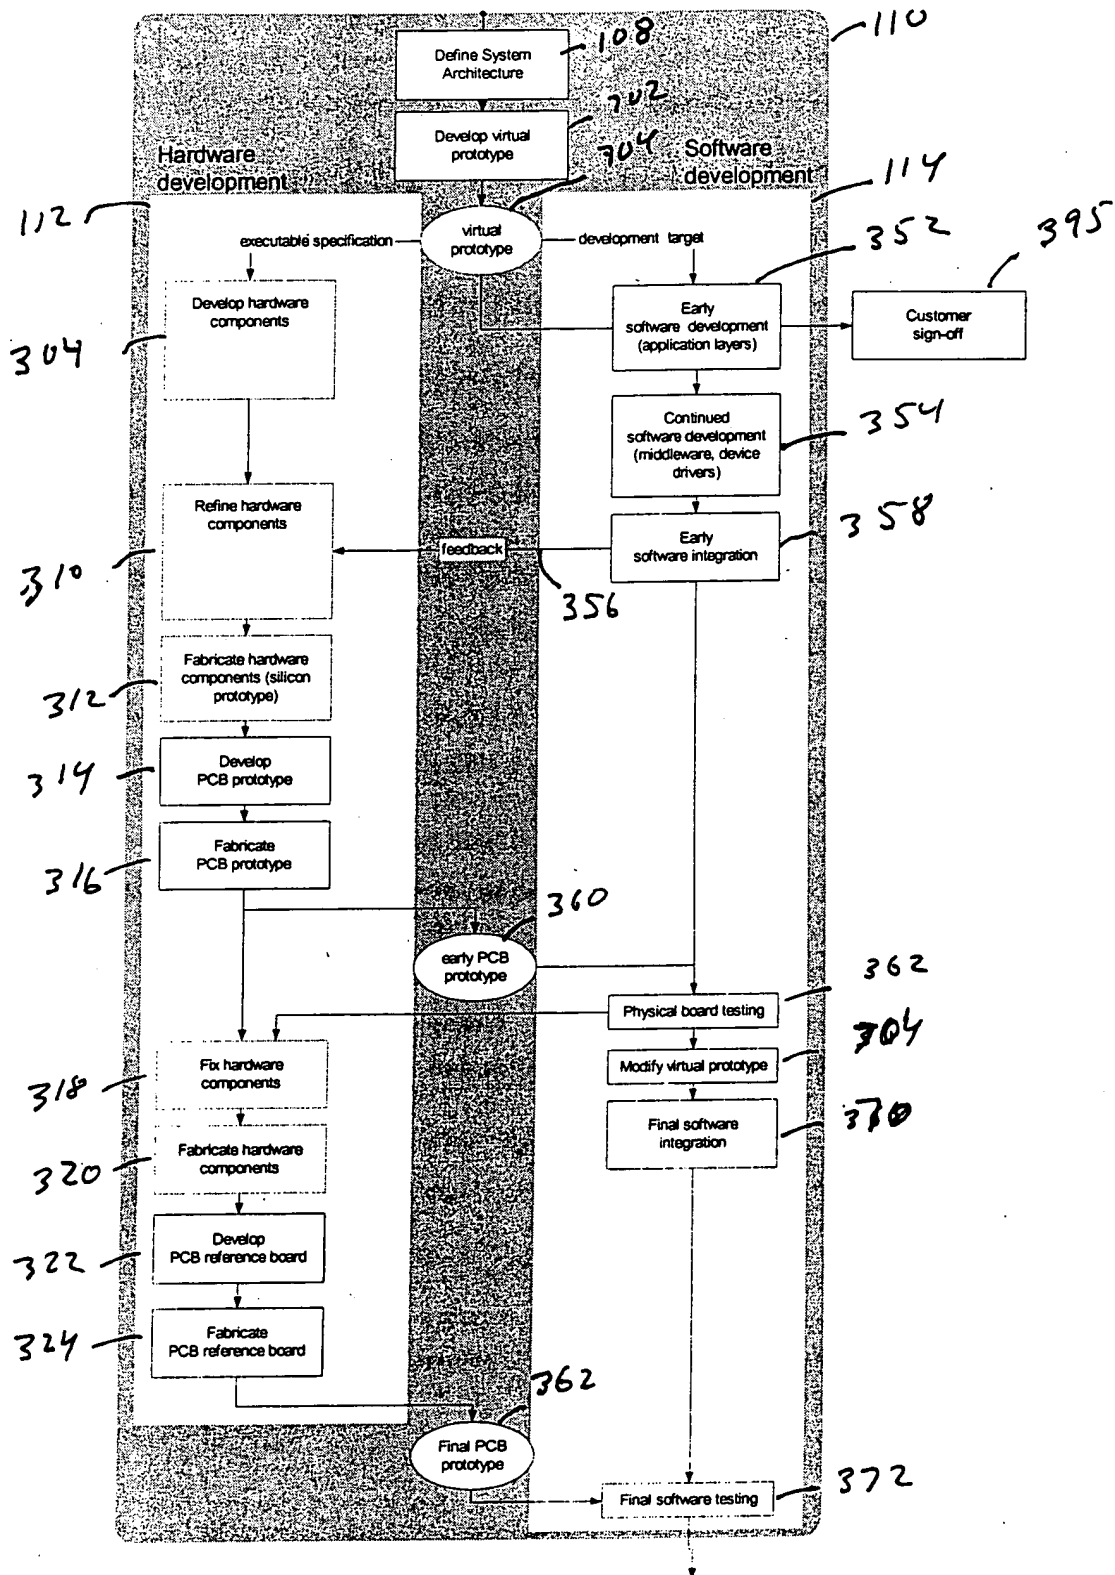 110
108
Define System
Architecture
702
Develop virtual
prototype
704
Hardware
development
Software
development
114
112
352
395
executable specification
virtual
prototype
development target
Develop hardware
components
304
Early
software development
(application layers)
Customer
sign-off
Continued
software development
(middleware, device
drivers)
354
Refine hardware
components
358
feedback
Early
software integration
310
356
Fabricate hardware
components (silicon
prototype)
312
Develop
PCB prototype
314
Fabricate
PCB prototype
316
360
early PCB
prototype
362
Physical board testing
Modify virtual prototype
Fix hardware
components
318
Final software
integration
Fabricate hardware
components
320
Develop
PCB reference board
322
Fabricate
PCB reference board
324
362
Final PCB
prototype
372
Final software testing